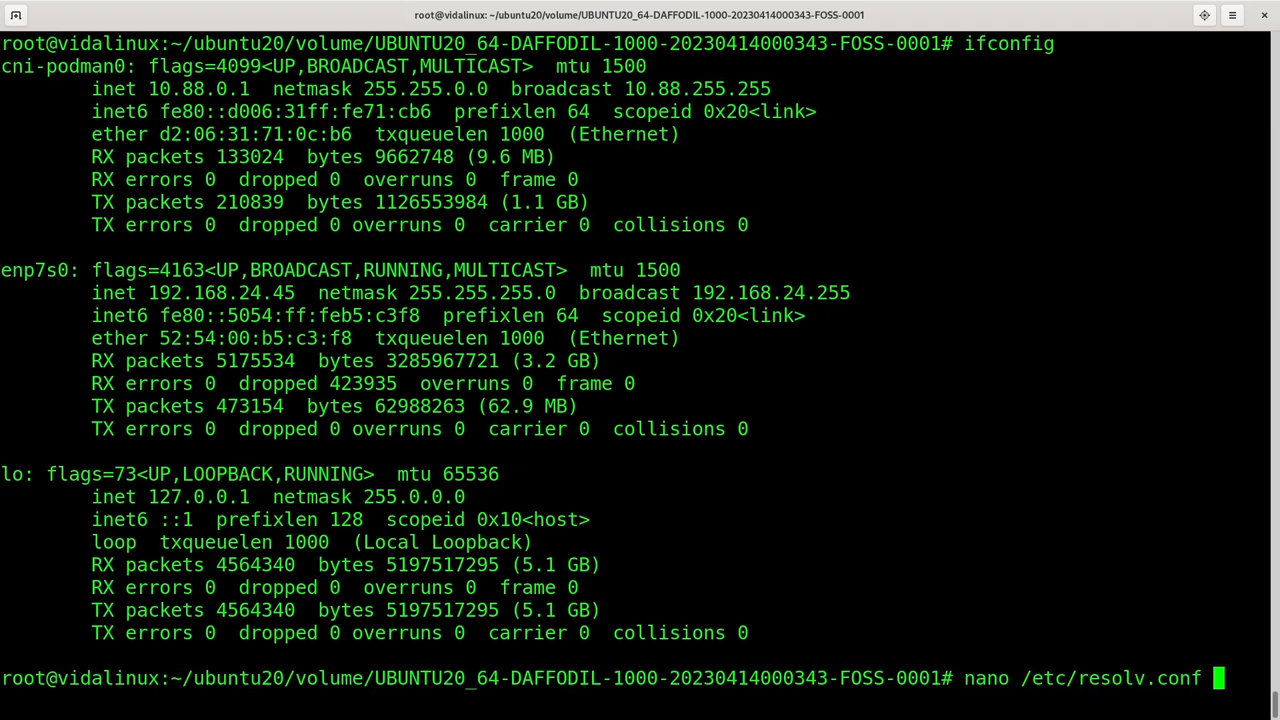 root@vidalinux: ~/ubuntu20/volume/UBUNTU20_64-DAFFODIL-1000-20230414000343-FOSS-0001
root@vidalinux:~/ubuntu20/volume/UBUNTU20_64-DAFFODIL-1000-20230414000343-FOSS-0001# ifconfig
cni-podman0: flags=4099<UP,BROADCAST,MULTICAST>  mtu 1500
        inet 10.88.0.1  netmask 255.255.0.0  broadcast 10.88.255.255
        inet6 fe80::d006:31ff:fe71:cb6  prefixlen 64  scopeid 0x20<link>
        ether d2:06:31:71:0c:b6  txqueuelen 1000  (Ethernet)
        RX packets 133024  bytes 9662748 (9.6 MB)
        RX errors 0  dropped 0  overruns 0  frame 0
        TX packets 210839  bytes 1126553984 (1.1 GB)
        TX errors 0  dropped 0 overruns 0  carrier 0  collisions 0

enp7s0: flags=4163<UP,BROADCAST,RUNNING,MULTICAST>  mtu 1500
        inet 192.168.24.45  netmask 255.255.255.0  broadcast 192.168.24.255
        inet6 fe80::5054:ff:feb5:c3f8  prefixlen 64  scopeid 0x20<link>
        ether 52:54:00:b5:c3:f8  txqueuelen 1000  (Ethernet)
        RX packets 5175534  bytes 3285967721 (3.2 GB)
        RX errors 0  dropped 423935  overruns 0  frame 0
        TX packets 473154  bytes 62988263 (62.9 MB)
        TX errors 0  dropped 0 overruns 0  carrier 0  collisions 0

lo: flags=73<UP,LOOPBACK,RUNNING>  mtu 65536
        inet 127.0.0.1  netmask 255.0.0.0
        inet6 ::1  prefixlen 128  scopeid 0x10<host>
        loop  txqueuelen 1000  (Local Loopback)
        RX packets 4564340  bytes 5197517295 (5.1 GB)
        RX errors 0  dropped 0  overruns 0  frame 0
        TX packets 4564340  bytes 5197517295 (5.1 GB)
        TX errors 0  dropped 0 overruns 0  carrier 0  collisions 0

root@vidalinux:~/ubuntu20/volume/UBUNTU20_64-DAFFODIL-1000-20230414000343-FOSS-0001# nano /etc/resolv.conf